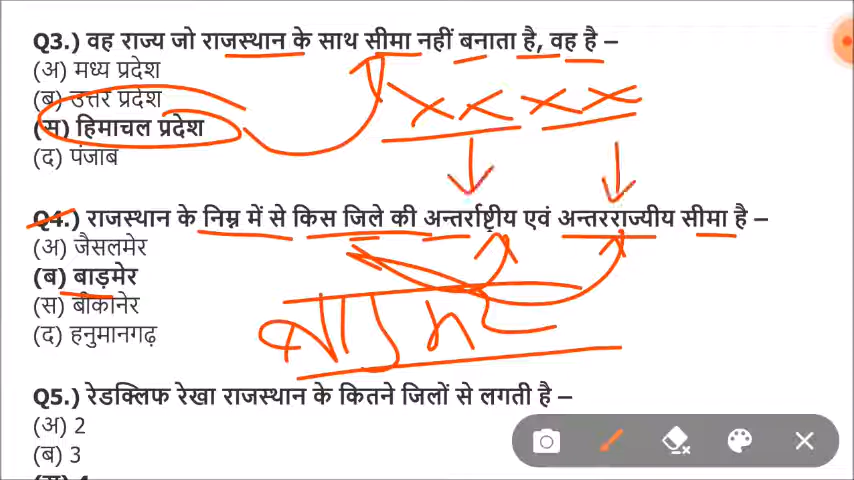 Q3.) वह राज्य जो राजस्थान के साथ सीमा नहीं बनाता है, वह है –
(अ) मध्य प्रदेश
(ब) उत्तर प्रदेश
(स) हिमाचल प्रदेश
(द) पंजाब
Q4.) राजस्थान के निम्न में से किस जिले की अन्तर्राष्ट्रीय एवं अन्तरराज्यीय सीमा है –
(अ) जैसलमेर
(ब) बाड़मेर
(स) बीकानेर
(द) हनुमानगढ़
बाड़मेर
Q5.) रेडक्लिफ रेखा राजस्थान के कितने जिलों से लगती है –
(अ) 2
(ब) 3
(स) 4